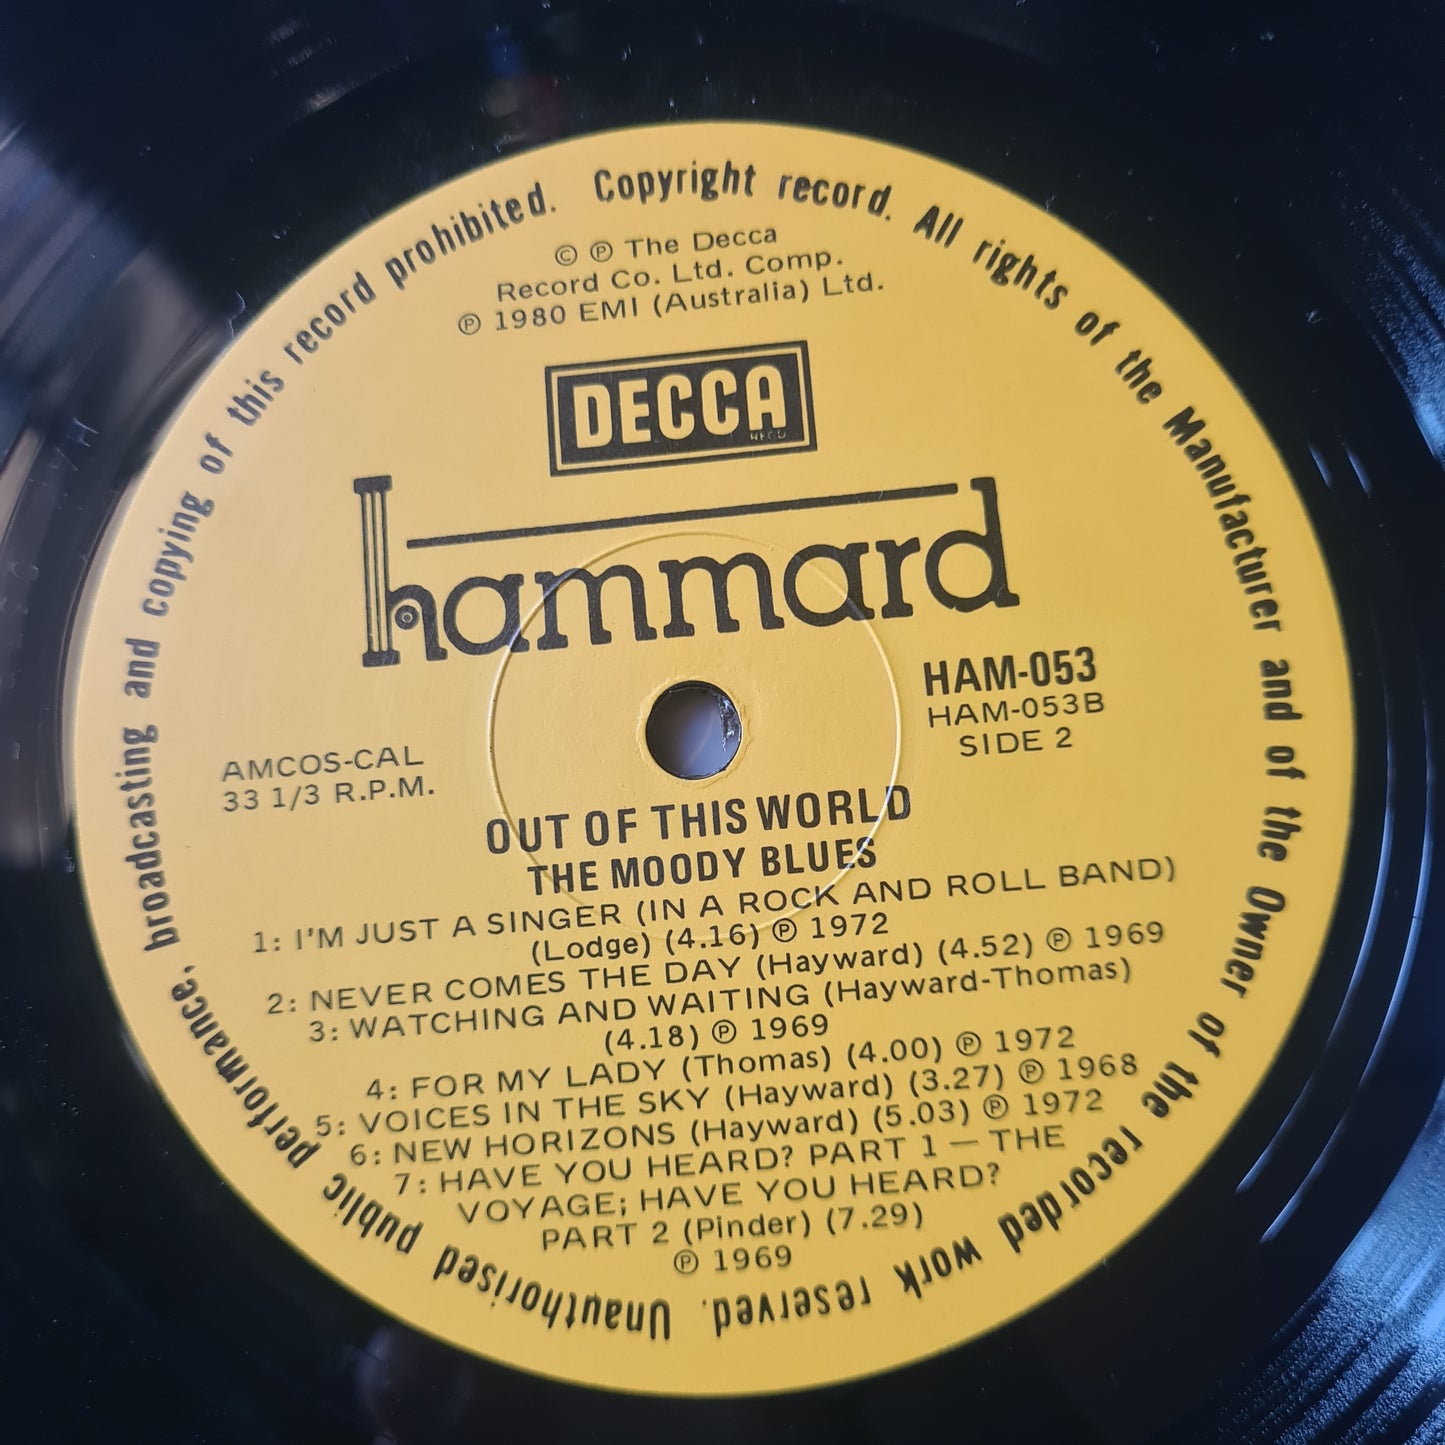 Copyright record. All rights of the Manufacturer and of the Owner of the recorded work reserved. Unauthorised public performance, broadcasting and copying of this record prohibited.
© ℗ The Decca
Record Co. Ltd. Comp.
℗ 1980 EMI (Australia) Ltd.
DECCA
hammard
HAM-053
HAM-053B
SIDE 2
AMCOS-CAL
33 1/3 R.P.M.
OUT OF THIS WORLD
THE MOODY BLUES
1: I'M JUST A SINGER (IN A ROCK AND ROLL BAND)
(Lodge) (4.16) ℗ 1972
2: NEVER COMES THE DAY (Hayward) (4.52) ℗ 1969
3: WATCHING AND WAITING (Hayward-Thomas)
(4.18) ℗ 1969
4: FOR MY LADY (Thomas) (4.00) ℗ 1972
5: VOICES IN THE SKY (Hayward) (3.27) ℗ 1968
6: NEW HORIZONS (Hayward) (5.03) ℗ 1972
7: HAVE YOU HEARD? PART 1 — THE
VOYAGE; HAVE YOU HEARD?
PART 2 (Pinder) (7.29)
℗ 1969